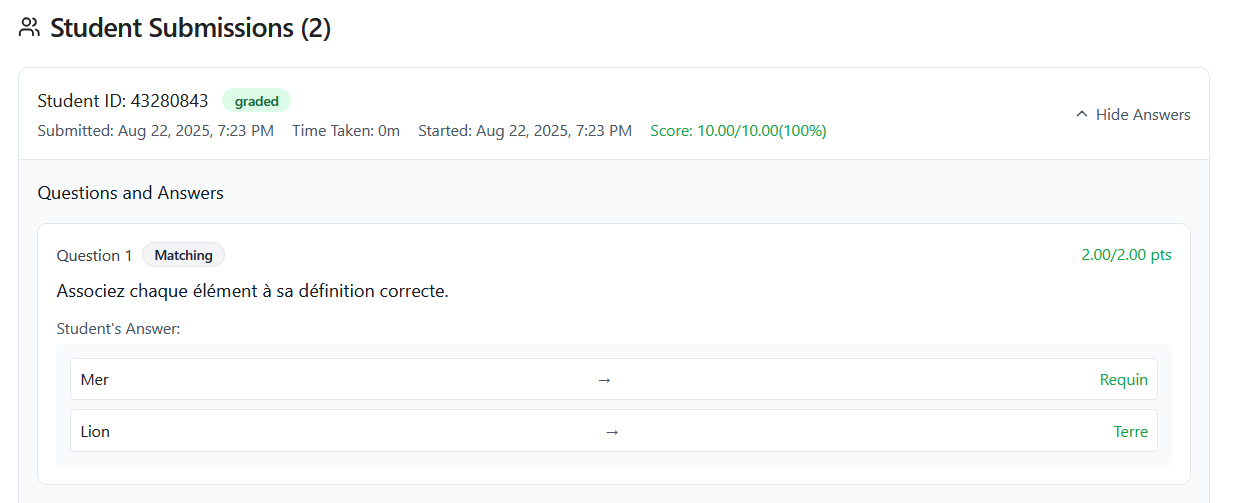 Student Submissions (2)
Student ID: 43280843 graded
Submitted: Aug 22, 2025, 7:23 PM Time Taken: 0m Started: Aug 22, 2025, 7:23 PM Score: 10.00/10.00(100%)
Hide Answers
Questions and Answers
Question 1 Matching 2.00/2.00 pts
Associez chaque élément à sa définition correcte.
Student's Answer:
Mer → Requin
Lion → Terre